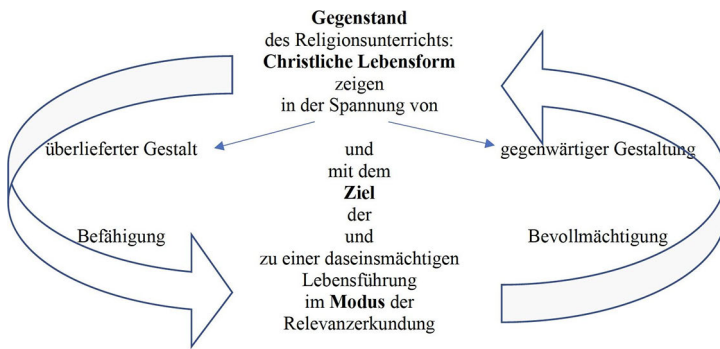 Gegenstand
des Religionsunterrichts:
Christliche Lebensform
zeigen
in der Spannung von
überlieferter Gestalt und gegenwärtiger Gestaltung
mit dem
Ziel
der
Befähigung und Bevollmächtigung
zu einer daseinsmächtigen
Lebensführung
im Modus der
Relevanzerkundung